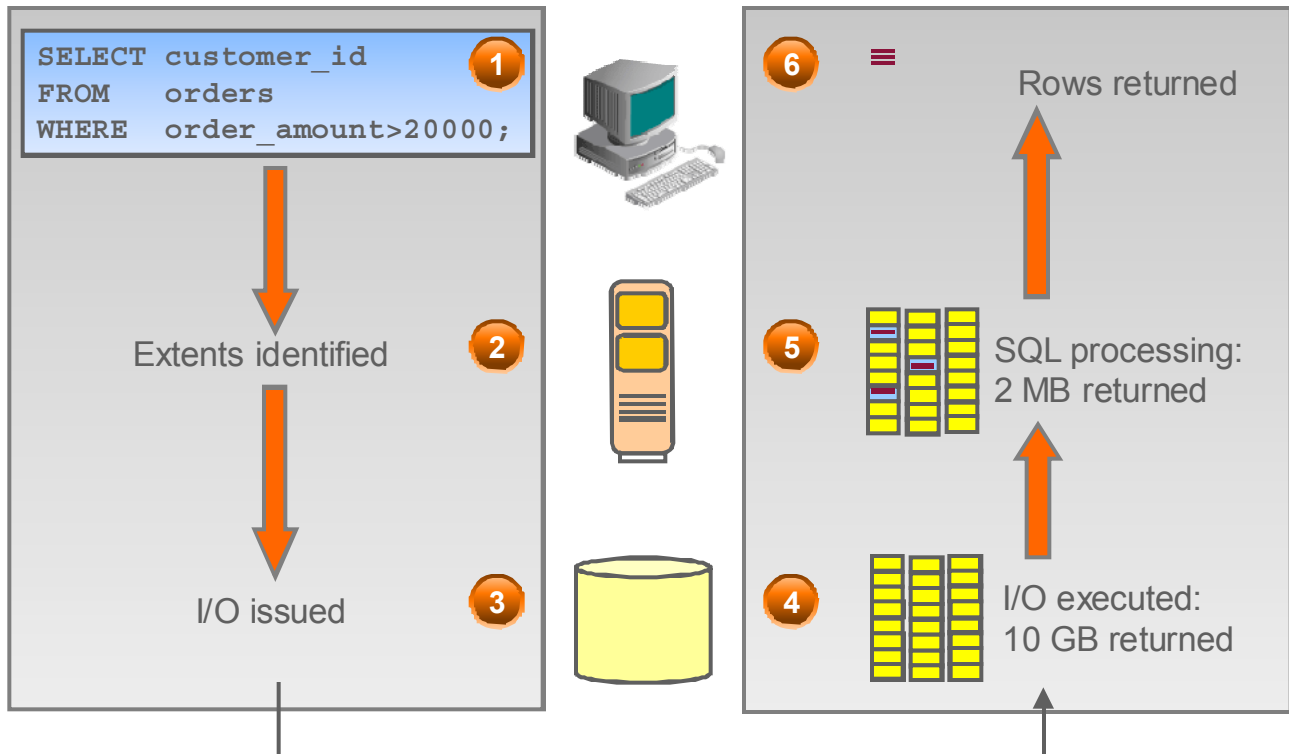 SELECT customer_id
FROM orders
WHERE order_amount>20000;
1
Extents identified
2
I/O issued
3
6
Rows returned
5
SQL processing:
2 MB returned
4
I/O executed:
10 GB returned